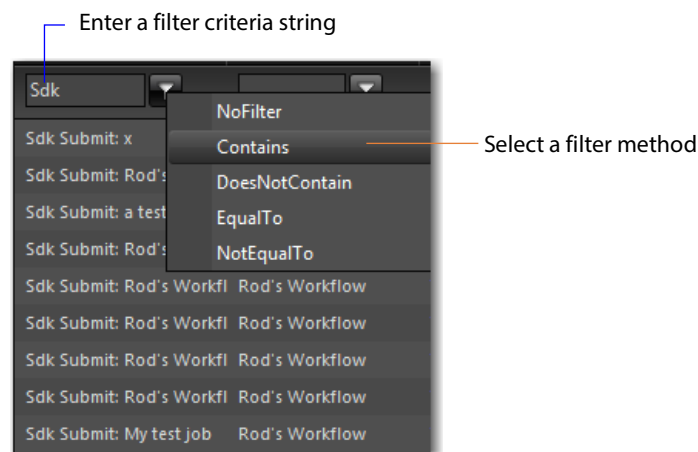 Enter a filter criteria string
Sdk
NoFilter
Sdk Submit: x
Contains
Select a filter method
Sdk Submit: Rod's
DoesNotContain
Sdk Submit: a test
EqualTo
Sdk Submit: Rod's
NotEqualTo
Sdk Submit: Rod's Workfl Rod's Workflow
Sdk Submit: Rod's Workfl Rod's Workflow
Sdk Submit: Rod's Workfl Rod's Workflow
Sdk Submit: Rod's Workfl Rod's Workflow
Sdk Submit: My test job Rod's Workflow